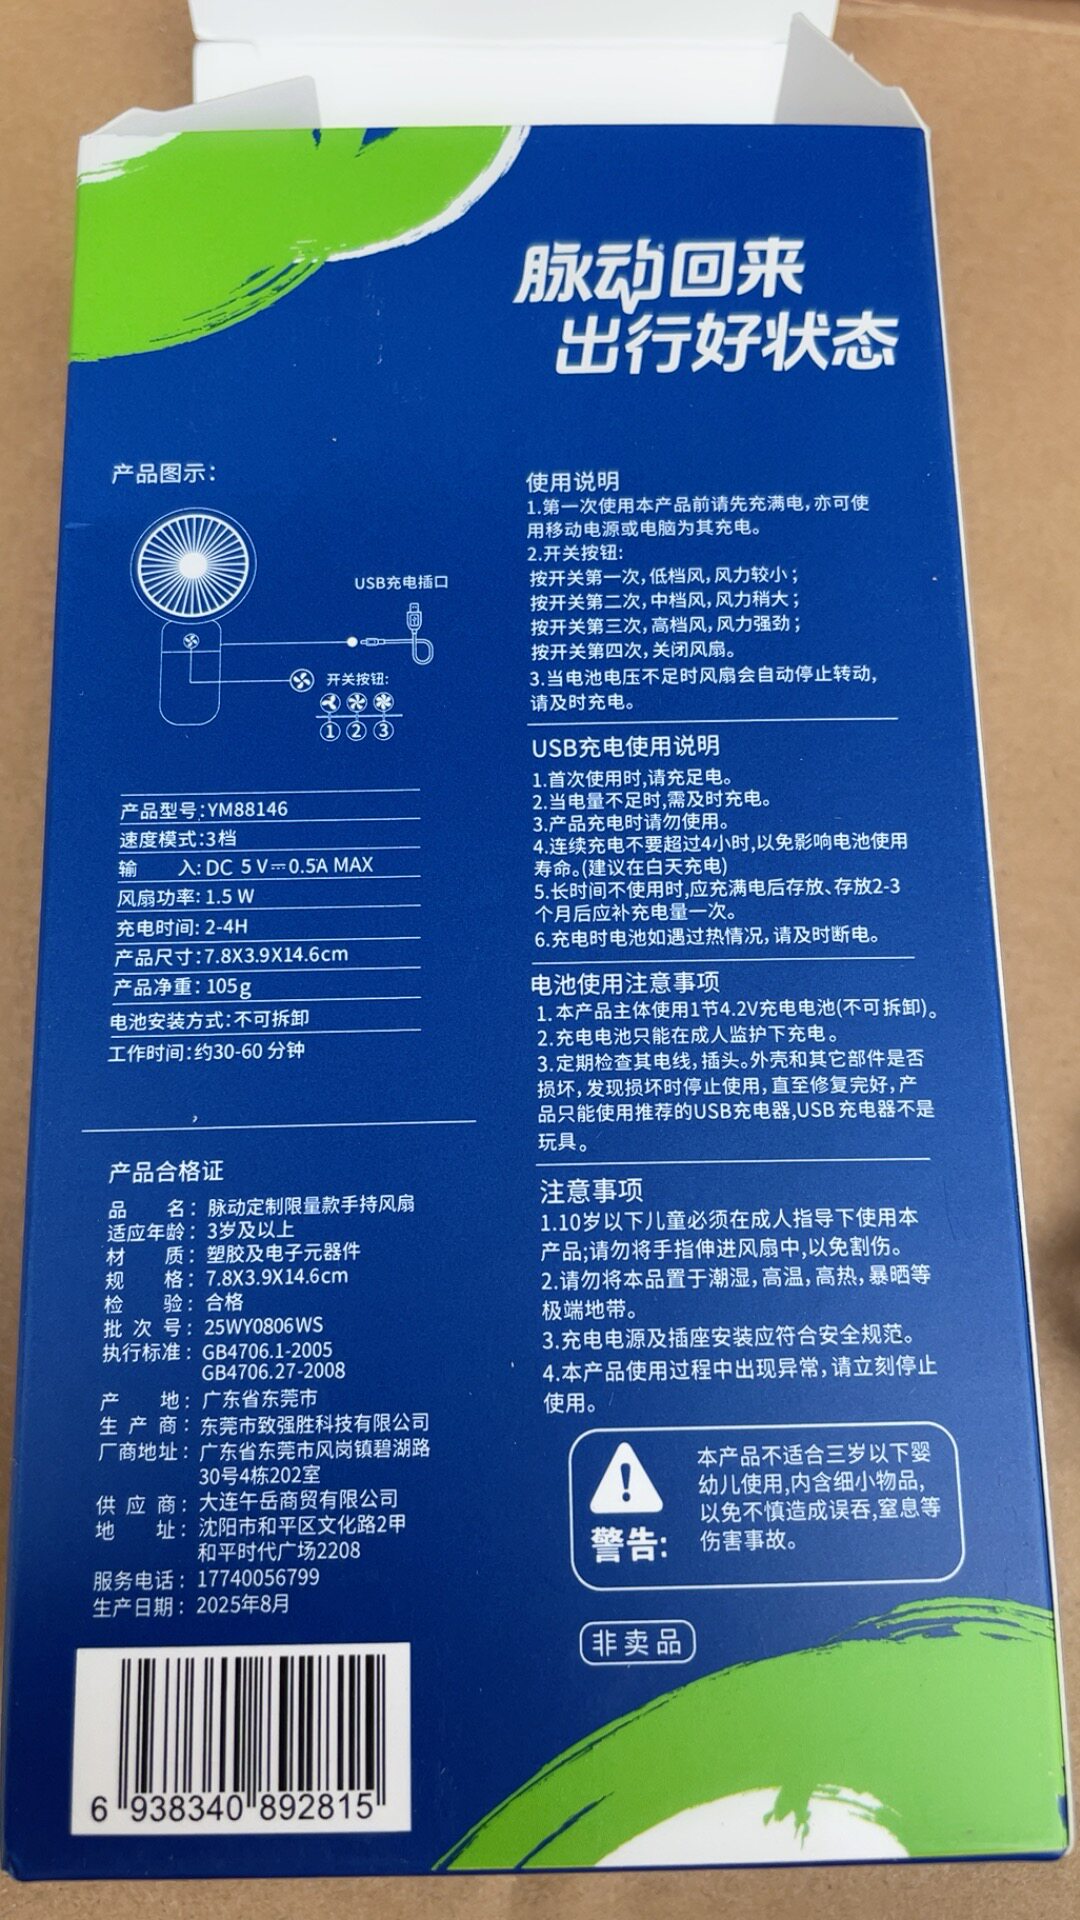 脉动回来
出行好状态
产品图示:
USB充电插口
开关按钮:
① ② ③
产品型号:YM88146
速度模式:3档
输 入: DC 5 V⎓0.5A MAX
风扇功率: 1.5 W
充电时间: 2-4H
产品尺寸: 7.8X3.9X14.6cm
产品净重: 105g
电池安装方式:不可拆卸
工作时间:约30-60 分钟
，
产品合格证
品 名: 脉动定制限量款手持风扇
适应年龄: 3岁及以上
材 质: 塑胶及电子元器件
规 格: 7.8X3.9X14.6cm
检 验: 合格
批 次 号: 25WY0806WS
执行标准: GB4706.1-2005
GB4706.27-2008
产 地: 广东省东莞市
生 产 商: 东莞市致强胜科技有限公司
厂商地址: 广东省东莞市风岗镇碧湖路
30号4栋202室
供 应 商: 大连午岳商贸有限公司
地 址: 沈阳市和平区文化路2甲
和平时代广场2208
服务电话: 17740056799
生产日期: 2025年8月
6 938340 892815
使用说明
1.第一次使用本产品前请先充满电,亦可使
用移动电源或电脑为其充电。
2.开关按钮:
按开关第一次,低档风,风力较小;
按开关第二次,中档风,风力稍大;
按开关第三次,高档风,风力强劲;
按开关第四次,关闭风扇。
3.当电池电压不足时风扇会自动停止转动,
请及时充电。
USB充电使用说明
1.首次使用时,请充足电。
2.当电量不足时,需及时充电。
3.产品充电时请勿使用。
4.连续充电不要超过4小时,以免影响电池使用
寿命。(建议在白天充电)
5.长时间不使用时,应充满电后存放、存放2-3
个月后应补充电量一次。
6.充电时电池如遇过热情况,请及时断电。
电池使用注意事项
1.本产品主体使用1节4.2V充电电池(不可拆卸)。
2.充电电池只能在成人监护下充电。
3.定期检查其电线,插头。外壳和其它部件是否
损坏,发现损坏时停止使用,直至修复完好,产
品只能使用推荐的USB充电器,USB充电器不是
玩具。
注意事项
1.10岁以下儿童必须在成人指导下使用本
产品;请勿将手指伸进风扇中,以免割伤。
2.请勿将本品置于潮湿,高温,高热,暴晒等
极端地带。
3.充电电源及插座安装应符合安全规范。
4.本产品使用过程中出现异常,请立刻停止
使用。
警告:
本产品不适合三岁以下婴
幼儿使用,内含细小物品,
以免不慎造成误吞,窒息等
伤害事故。
非卖品